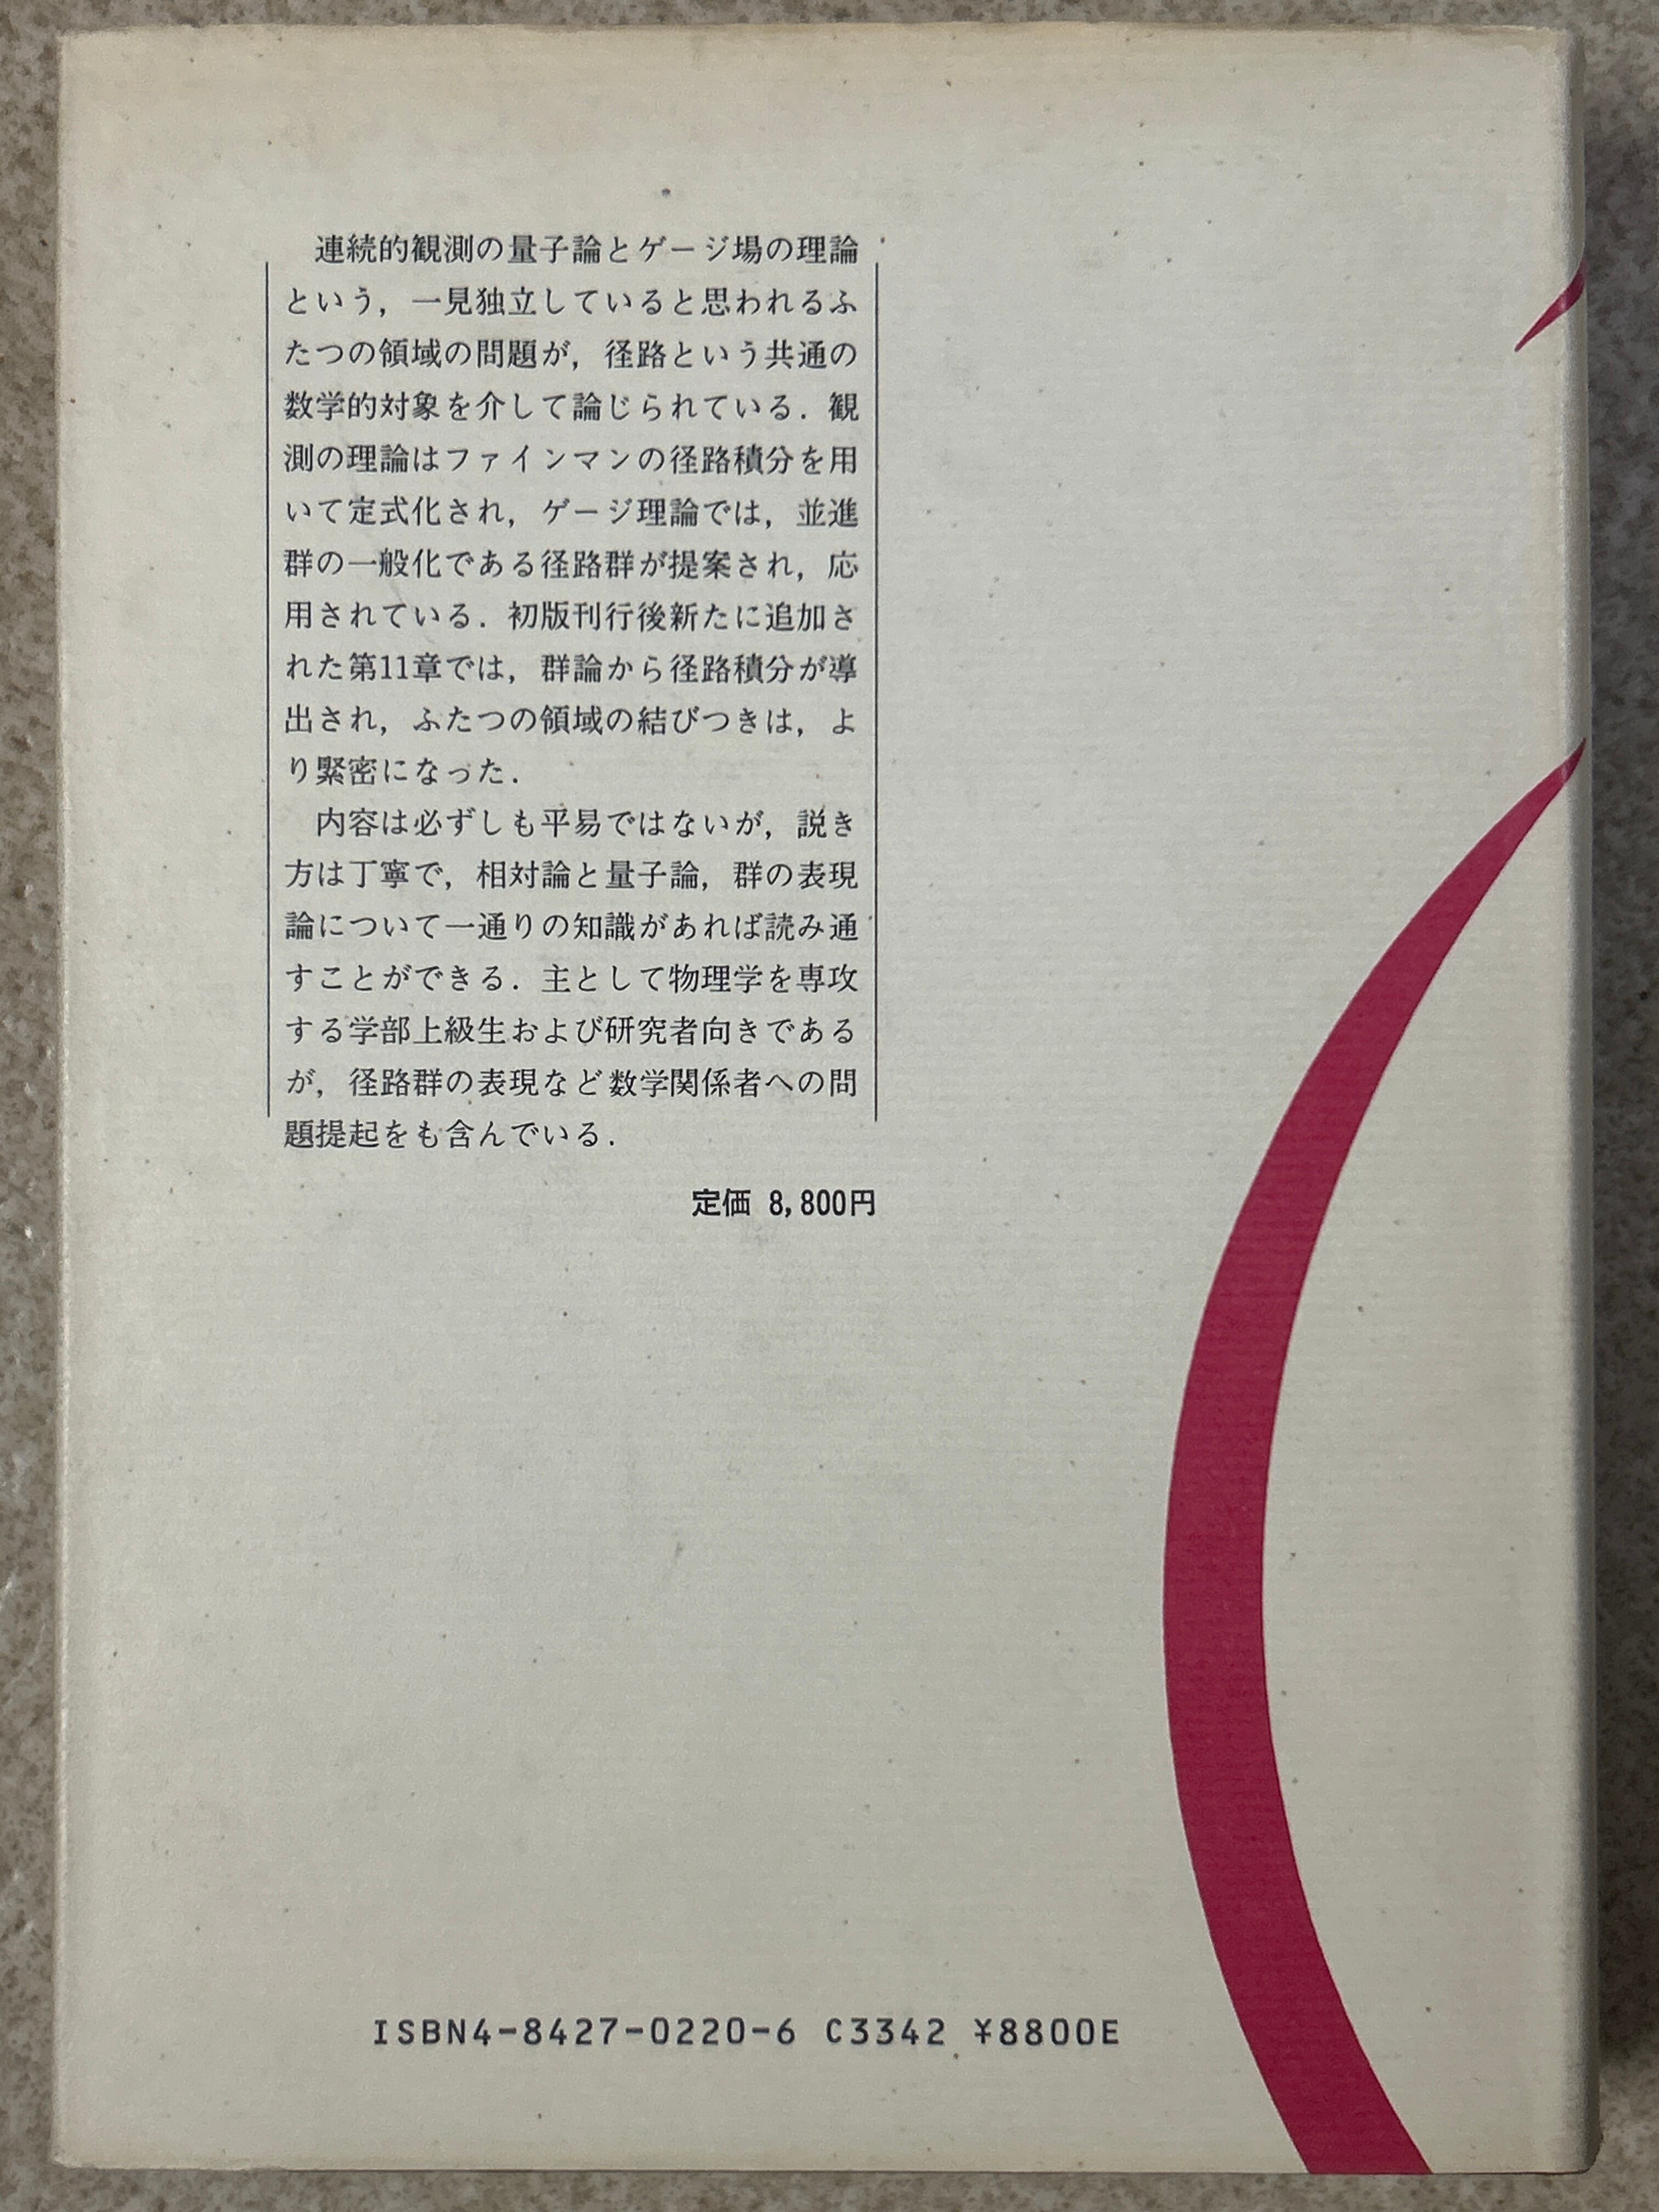 連続的観測の量子論とゲージ場の理論
という，一見独立していると思われるふ
たつの領域の問題が，径路という共通の
数学的対象を介して論じられている．観
測の理論はファインマンの径路積分を用
いて定式化され，ゲージ理論では，並進
群の一般化である径路群が提案され，応
用されている．初版刊行後新たに追加さ
れた第11章では，群論から径路積分が導
出され，ふたつの領域の結びつきは，よ
り緊密になった．
内容は必ずしも平易ではないが，説き
方は丁寧で，相対論と量子論，群の表現
論について一通りの知識があれば読み通
すことができる．主として物理学を専攻
する学部上級生および研究者向きである
が，径路群の表現など数学関係者への問
題提起をも含んでいる．
定価 8,800円
ISBN4-8427-0220-6 C3342 ¥8800E